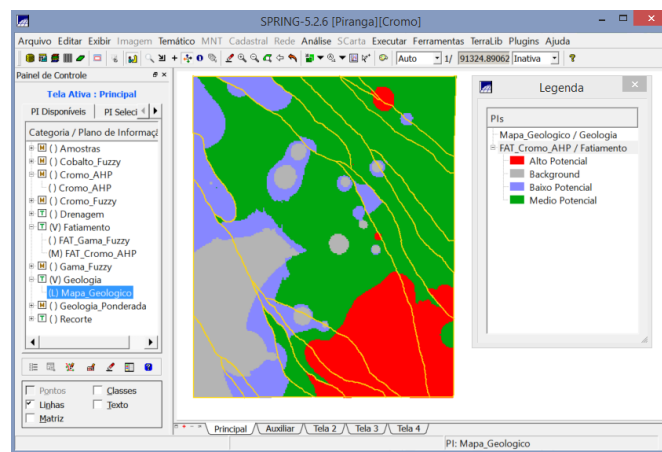 SPRING-5.2.6 [Piranga][Cromo]
Arquivo Editar Exibir Imagem Temático MNT Cadastral Rede Análise SCarta Executar Ferramentas TerraLib Plugins Ajuda
Auto 1/ 91324.89062 Inativa
Painel de Controle
Tela Ativa : Principal
PI Disponíveis PI Seleci
Categoria / Plano de Informaçã
M ( ) Amostras
M ( ) Cobalto_Fuzzy
M ( ) Cromo_AHP
( ) Cromo_AHP
M ( ) Cromo_Fuzzy
T ( ) Drenagem
T (V) Fatiamento
( ) FAT_Gama_Fuzzy
(M) FAT_Cromo_AHP
M ( ) Gama_Fuzzy
T (V) Geologia
(L) Mapa_Geologico
M ( ) Geologia_Ponderada
T ( ) Recorte
Pontos Classes
Linhas Texto
Matriz
Legenda
PIs
Mapa_Geologico / Geologia
FAT_Cromo_AHP / Fatiamento
Alto Potencial
Background
Baixo Potencial
Medio Potencial
Principal Auxiliar Tela 2 Tela 3 Tela 4
PI: Mapa_Geologico